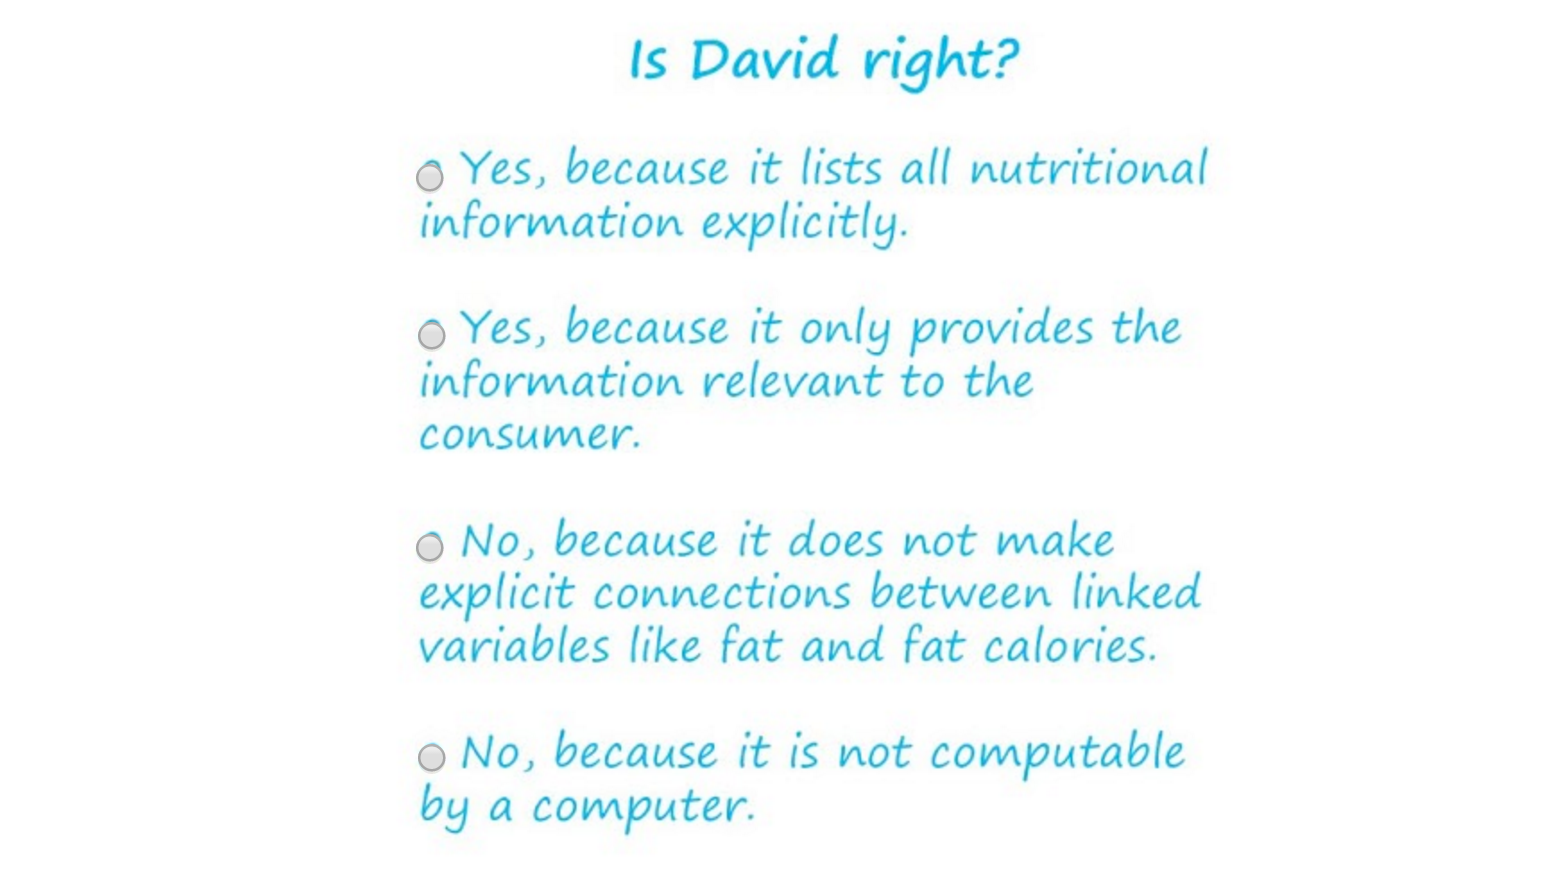 Is David right?
Yes, because it lists all nutritional
information explicitly.
Yes, because it only provides the
information relevant to the
consumer.
No, because it does not make
explicit connections between linked
variables like fat and fat calories.
No, because it is not computable
by a computer.